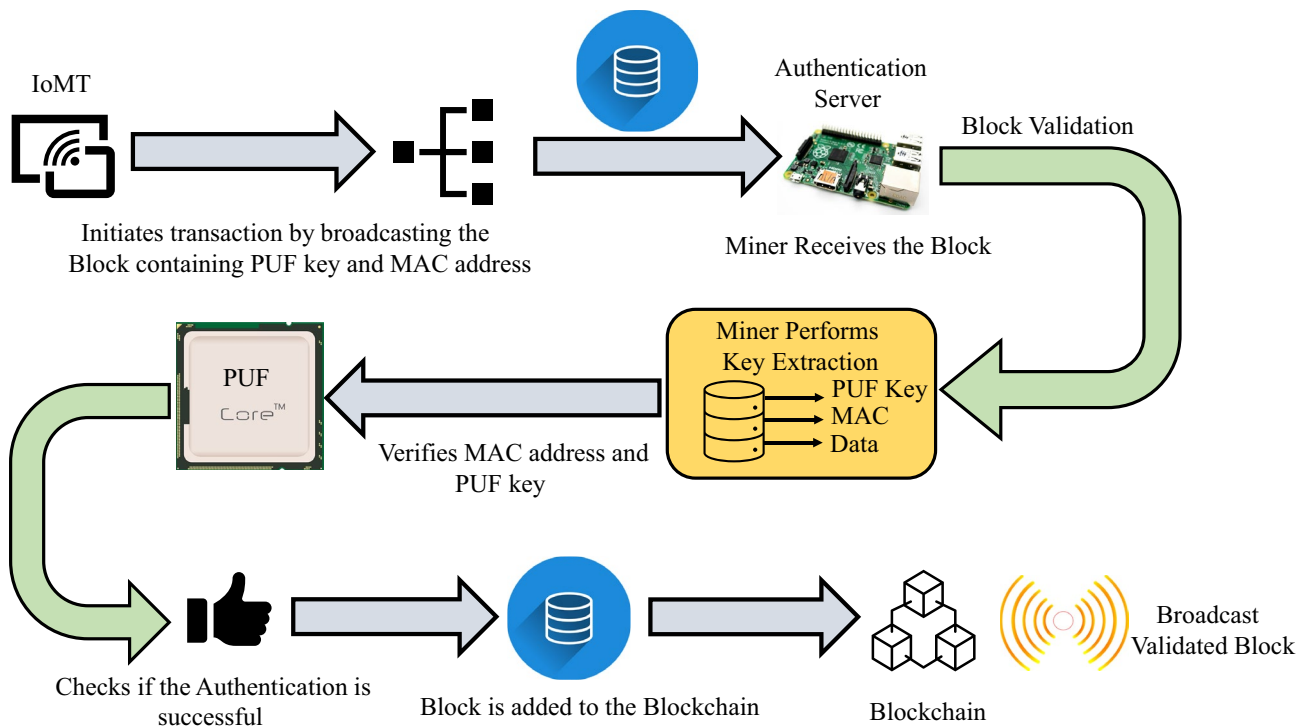 IoMT
Authentication
Server
Block Validation
Initiates transaction by broadcasting the
Block containing PUF key and MAC address
Miner Receives the Block
PUF
Core™
Verifies MAC address and
PUF key
Miner Performs
Key Extraction
PUF Key
MAC
Data
Checks if the Authentication is
successful
Block is added to the Blockchain
Blockchain
Broadcast
Validated Block